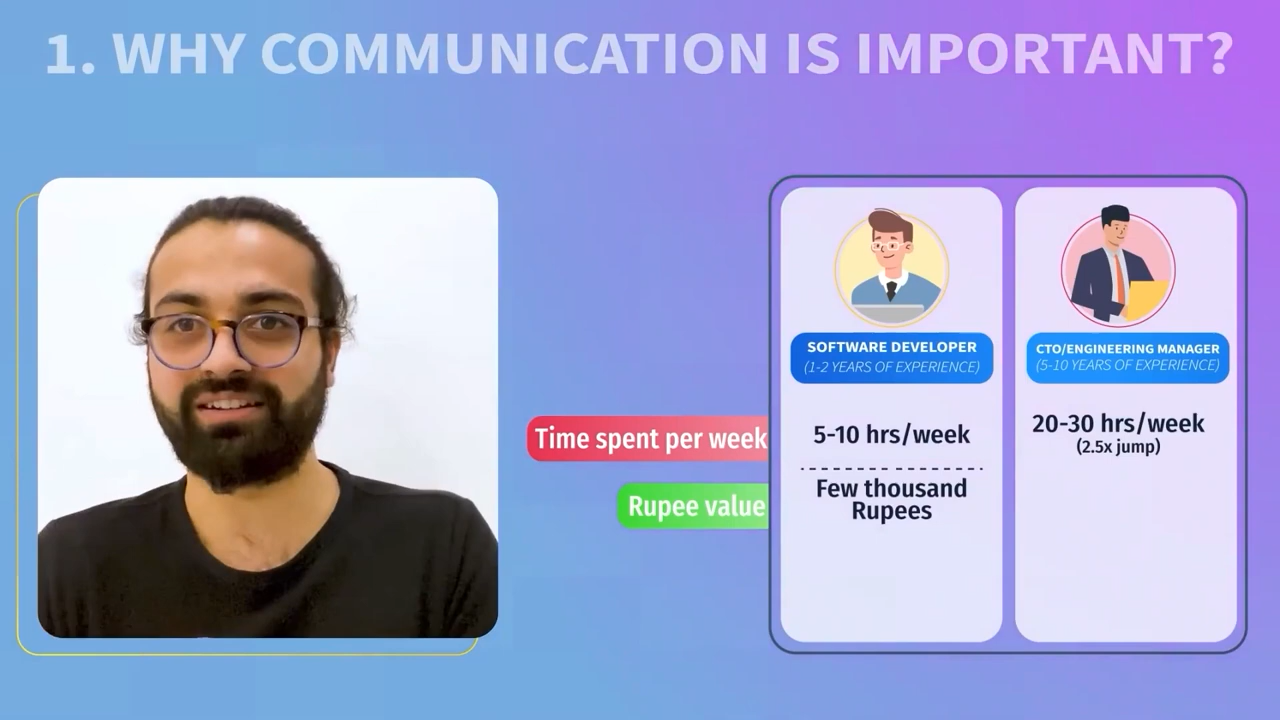 1. WHY COMMUNICATION IS IMPORTANT?
SOFTWARE DEVELOPER
(1-2 YEARS OF EXPERIENCE)
CTO/ENGINEERING MANAGER
(5-10 YEARS OF EXPERIENCE)
Time spent per week
5-10 hrs/week
20-30 hrs/week
(2.5x jump)
Rupee value
Few thousand
Rupees